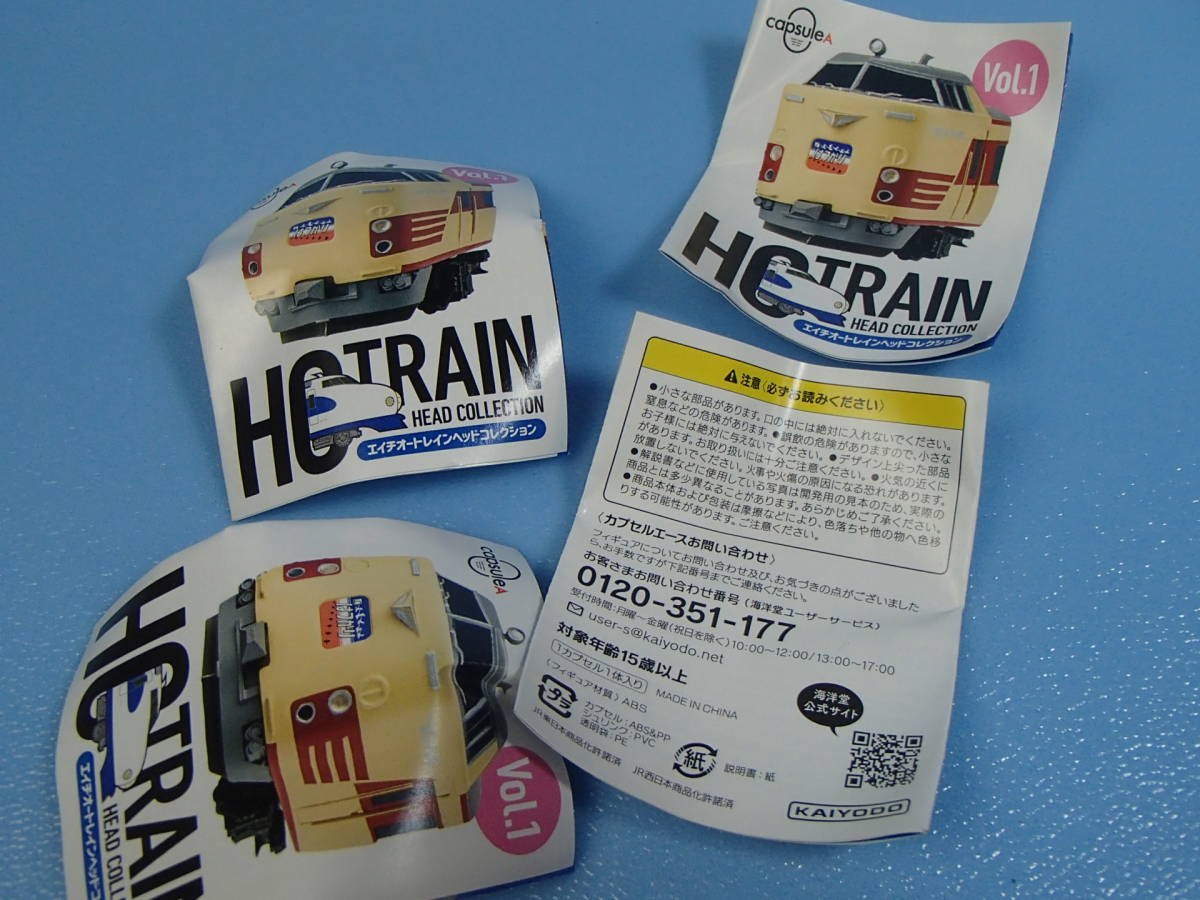 capsule A
Vol.1
HO TRAIN
HEAD COLLECTION
エイチオートレインヘッドコレクション
capsule A
Vol.1
HO TRAIN
HEAD COLLECTION
エイチオートレインヘッドコレクション
⚠注意〈必ずお読みください〉
●小さな部品があります。口の中には絶対に入れないでください。
窒息などの危険があります。●誤飲の危険がありますので、小さな
お子様には絶対に与えないでください。●デザイン上尖った部品
があります。お取り扱いには十分ご注意ください。●火気の近くに
放置しないでください。火事や火傷の原因になる恐れがあります。
●解説書などに使用している写真は開発用の見本のため、実際の
商品とは多少異なることがあります。あらかじめご了承ください。
●商品本体および包装は摩擦などにより、色落ちや他の物へ色移
りする可能性があります。ご注意ください。
〈カプセルエースお問い合わせ〉
フィギュアについてお問い合わせ及び、お気づきの点がございました
ら、お手数ですが下記番号までご連絡ください。
お客さまお問い合わせ番号(海洋堂ユーザーサービス)
0120-351-177
受付時間:月曜〜金曜(祝日を除く)10:00〜12:00/13:00〜17:00
user-s@kaiyodo.net
対象年齢15歳以上
1カプセル1体入り MADE IN CHINA
〈フィギュア材質〉ABS
プラ
カプセル:ABS&PP
シュリンク:PVC
透明袋:PE
紙
説明書:紙
JR東日本商品化許諾済
JR西日本商品化許諾済
海洋堂
公式サイト
KAIYODO
capsule A
Vol.1
HO TRAIN
HEAD COLL
エイチオートレインヘッドコ